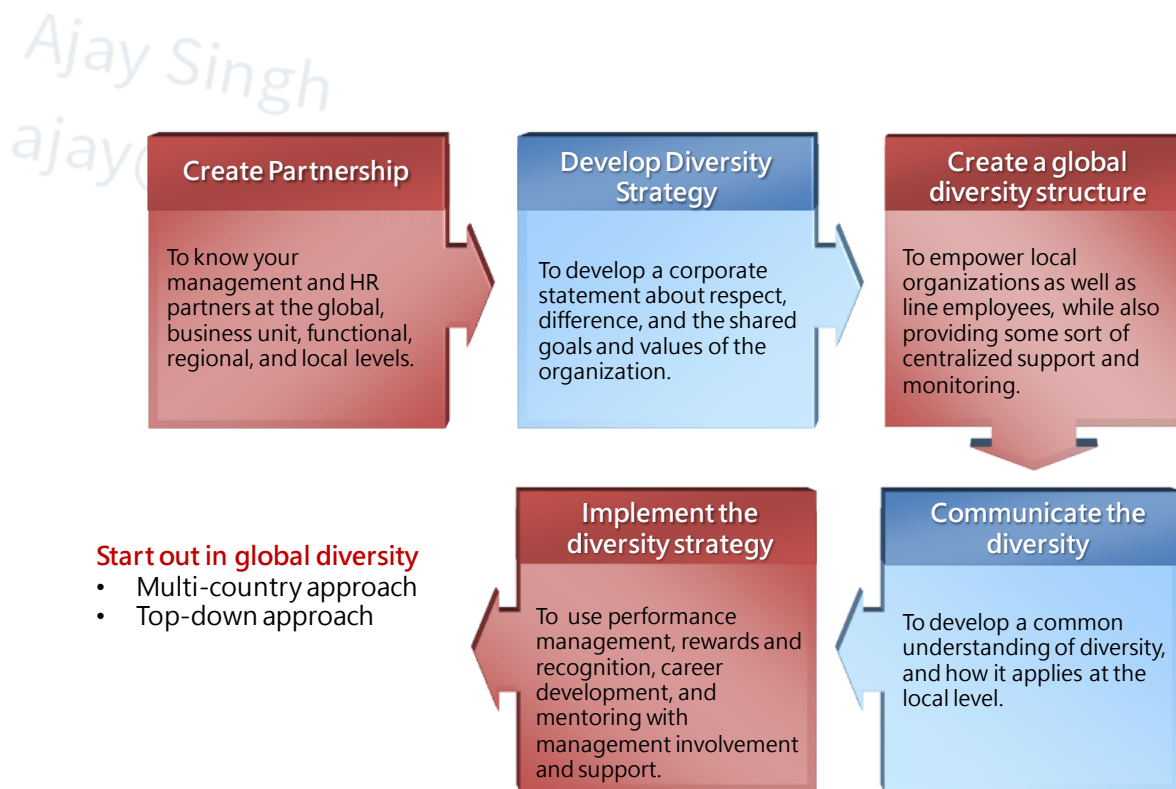 Ajay Singh
ajay@
Create Partnership
To know your
management and HR
partners at the global,
business unit, functional,
regional, and local levels.
Develop Diversity
Strategy
To develop a corporate
statement about respect,
difference, and the shared
goals and values of the
organization.
Create a global
diversity structure
To empower local
organizations as well as
line employees, while also
providing some sort of
centralized support and
monitoring.
Communicate the
diversity
To develop a common
understanding of diversity,
and how it applies at the
local level.
Implement the
diversity strategy
To use performance
management, rewards and
recognition, career
development, and
mentoring with
management involvement
and support.
Start out in global diversity
• Multi-country approach
• Top-down approach